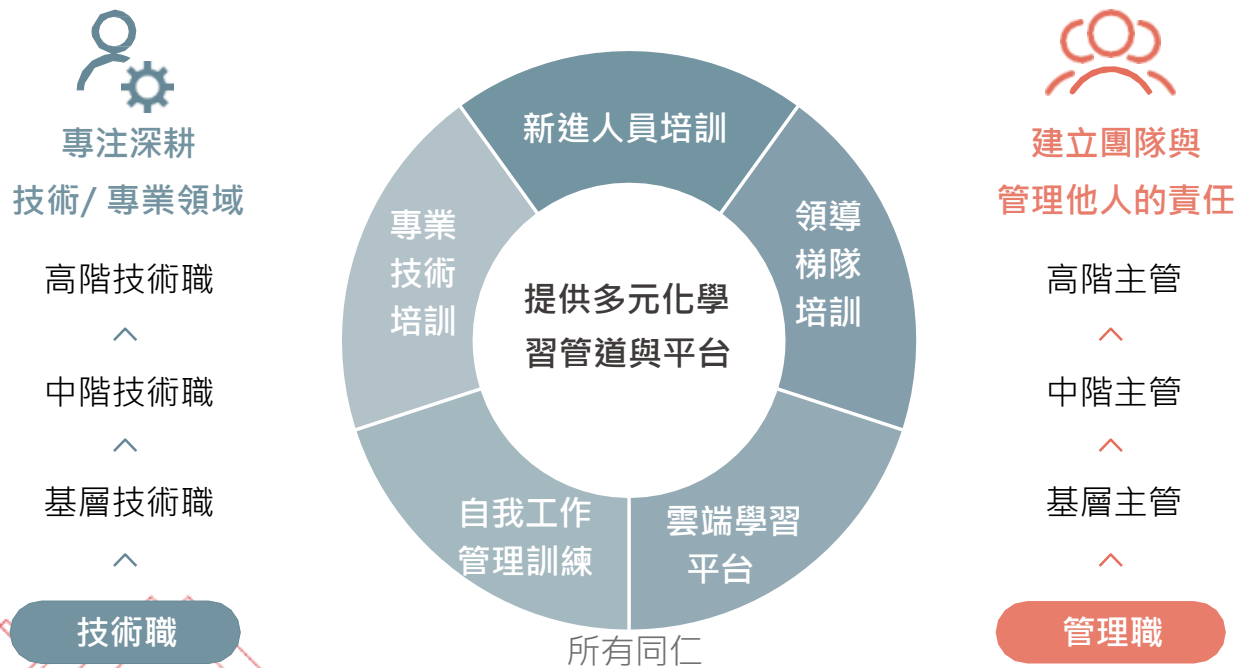 專注深耕
技術/ 專業領域
高階技術職
中階技術職
基層技術職
技術職
新進人員培訓
專業
技術
培訓
領導
梯隊
培訓
提供多元化學
習管道與平台
自我工作
管理訓練
雲端學習
平台
所有同仁
建立團隊與
管理他人的責任
高階主管
中階主管
基層主管
管理職